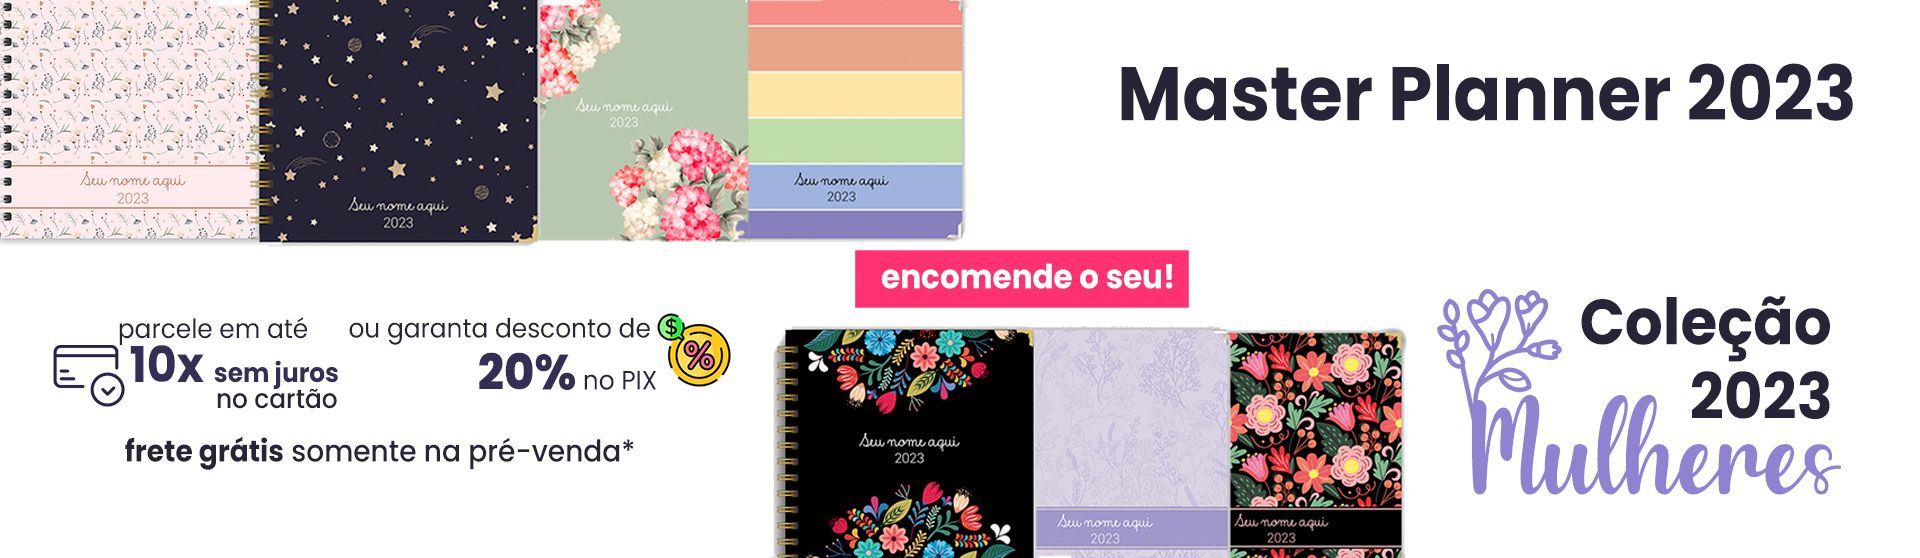 Master Planner 2023
Seu nome aqui
2023
Seu nome aqui
2023
Seu nome aqui
2023
Seu nome aqui
2023
encomende o seu!
parcele em até
10x sem juros
no cartão
ou garanta desconto de
$
%
20% no PIX
frete grátis somente na pré-venda*
Seu nome aqui
2023
Seu nome aqui
2023
Seu nome aqui
2023
Coleção
2023
Mulheres